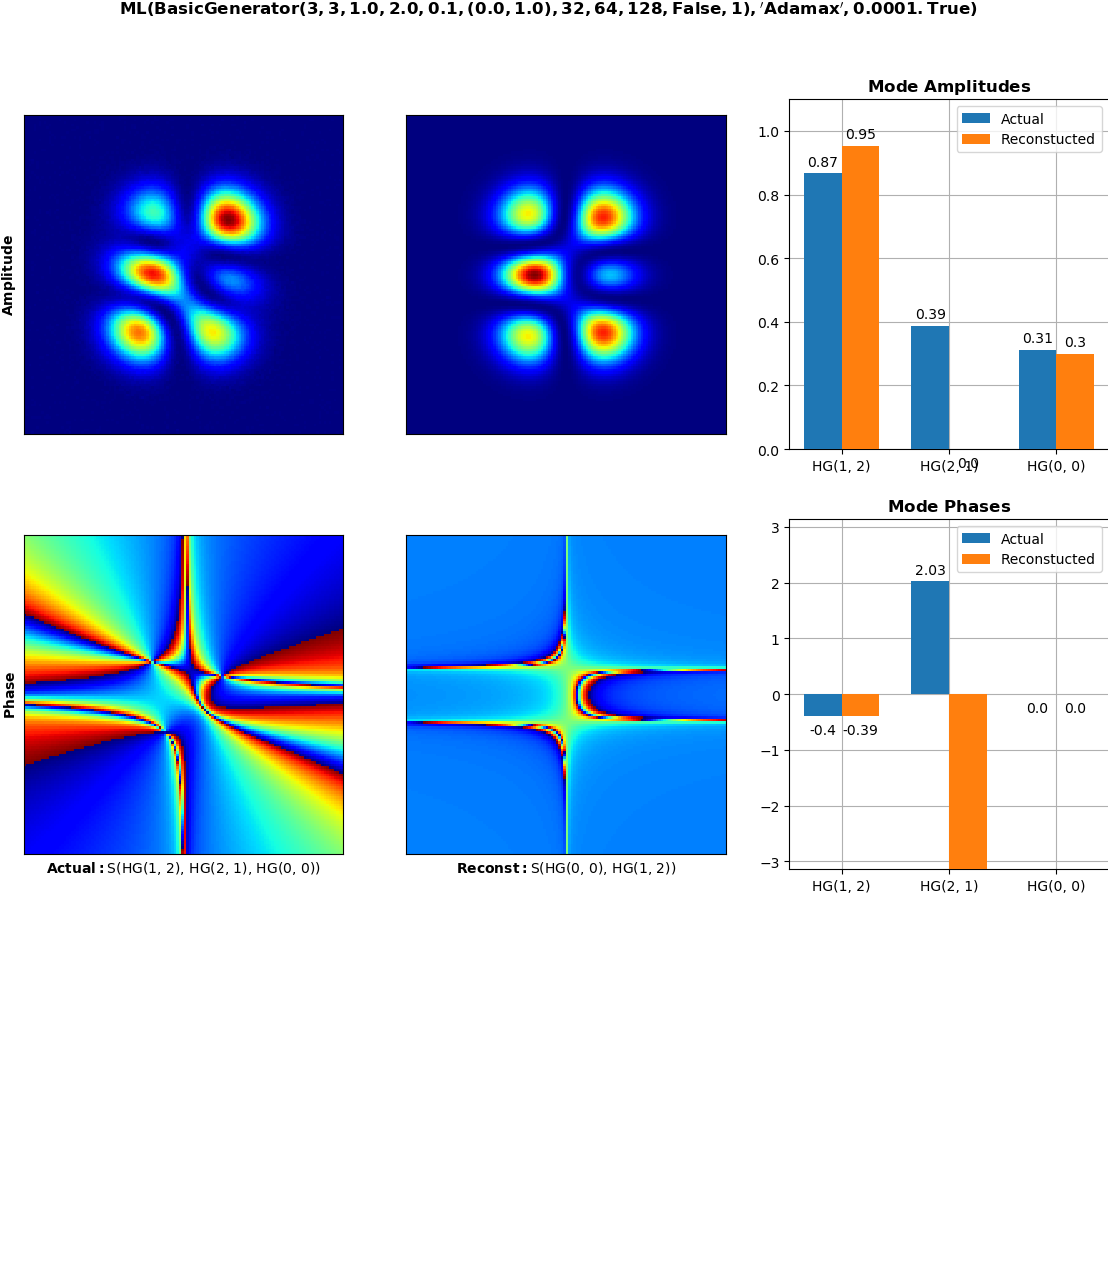 ML(BasicGenerator(3, 3, 1.0, 2.0, 0.1, (0.0, 1.0), 32, 64, 128, False, 1), 'Adamax', 0.0001. True)
Amplitude
Mode Amplitudes
Actual
Reconstucted
1.0
0.8
0.6
0.4
0.2
0.0
0.87
0.95
0.39
0.0
0.31
0.3
HG(1, 2)
HG(2, 1)
HG(0, 0)
Phase
Actual: S(HG(1, 2), HG(2, 1), HG(0, 0))
Reconst: S(HG(0, 0), HG(1, 2))
Mode Phases
Actual
Reconstucted
3
2
1
0
−1
−2
−3
-0.4
-0.39
2.03
0.0
0.0
HG(1, 2)
HG(2, 1)
HG(0, 0)